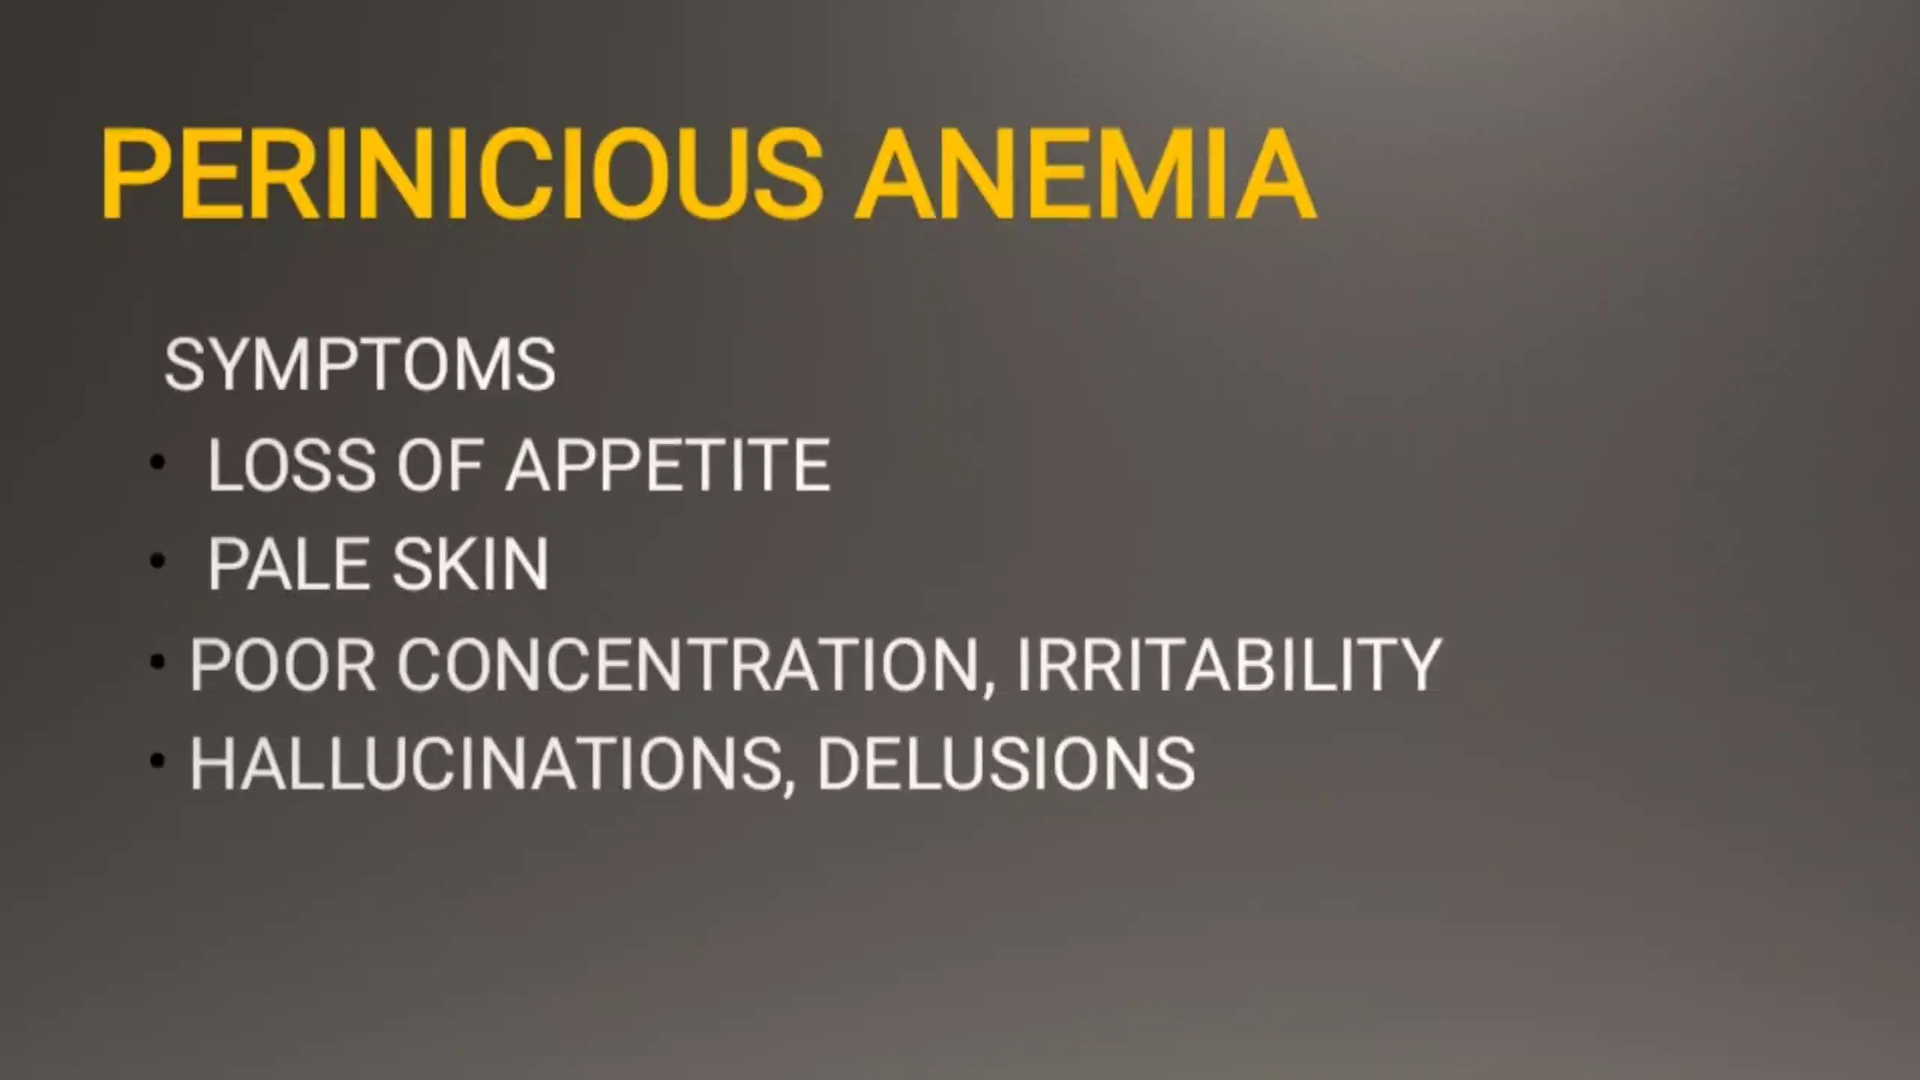 PERINICIOUS ANEMIA
SYMPTOMS
• LOSS OF APPETITE
• PALE SKIN
• POOR CONCENTRATION, IRRITABILITY
• HALLUCINATIONS, DELUSIONS